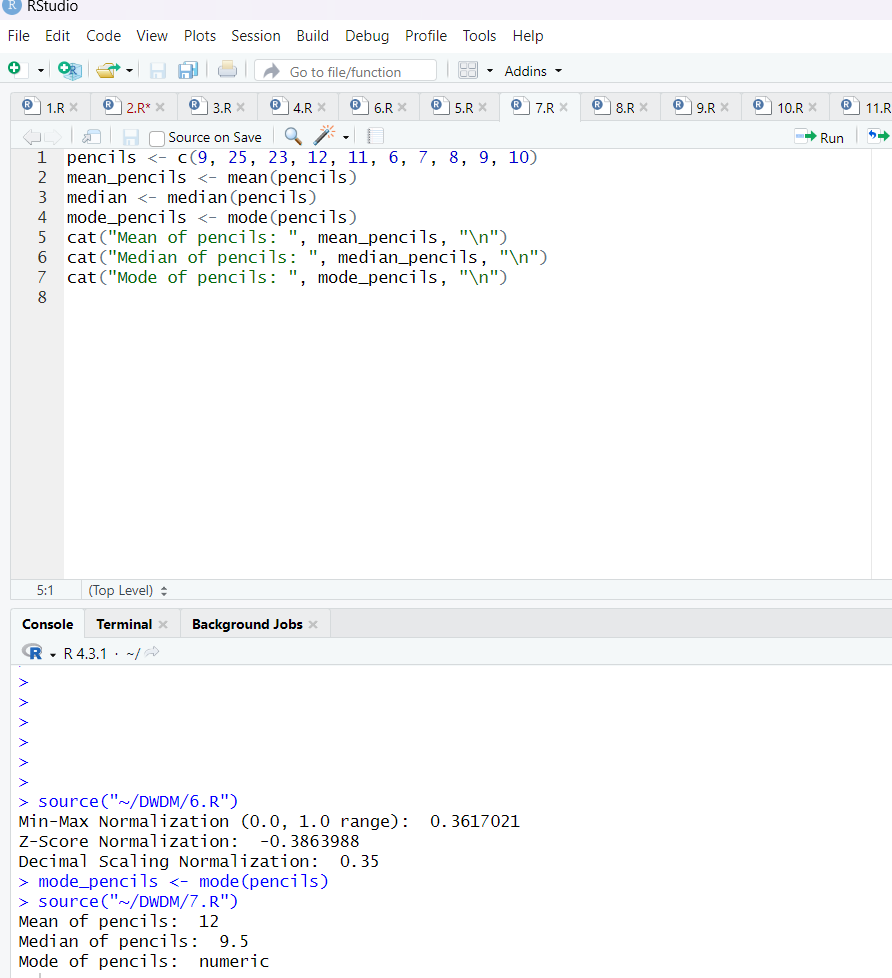 RStudio
File Edit Code View Plots Session Build Debug Profile Tools Help
Go to file/function Addins
1.R 2.R* 3.R 4.R 6.R 5.R 7.R 8.R 9.R 10.R 11.R
Source on Save Run
1 pencils <- c(9, 25, 23, 12, 11, 6, 7, 8, 9, 10)
2 mean_pencils <- mean(pencils)
3 median <- median(pencils)
4 mode_pencils <- mode(pencils)
5 cat("Mean of pencils: ", mean_pencils, "\n")
6 cat("Median of pencils: ", median_pencils, "\n")
7 cat("Mode of pencils: ", mode_pencils, "\n")
8
5:1 (Top Level)
Console Terminal Background Jobs
R 4.3.1 · ~/
>
>
>
>
>
>
> source("~/DWDM/6.R")
Min-Max Normalization (0.0, 1.0 range):  0.3617021
Z-Score Normalization:  -0.3863988
Decimal Scaling Normalization:  0.35
> mode_pencils <- mode(pencils)
> source("~/DWDM/7.R")
Mean of pencils:  12
Median of pencils:  9.5
Mode of pencils:  numeric